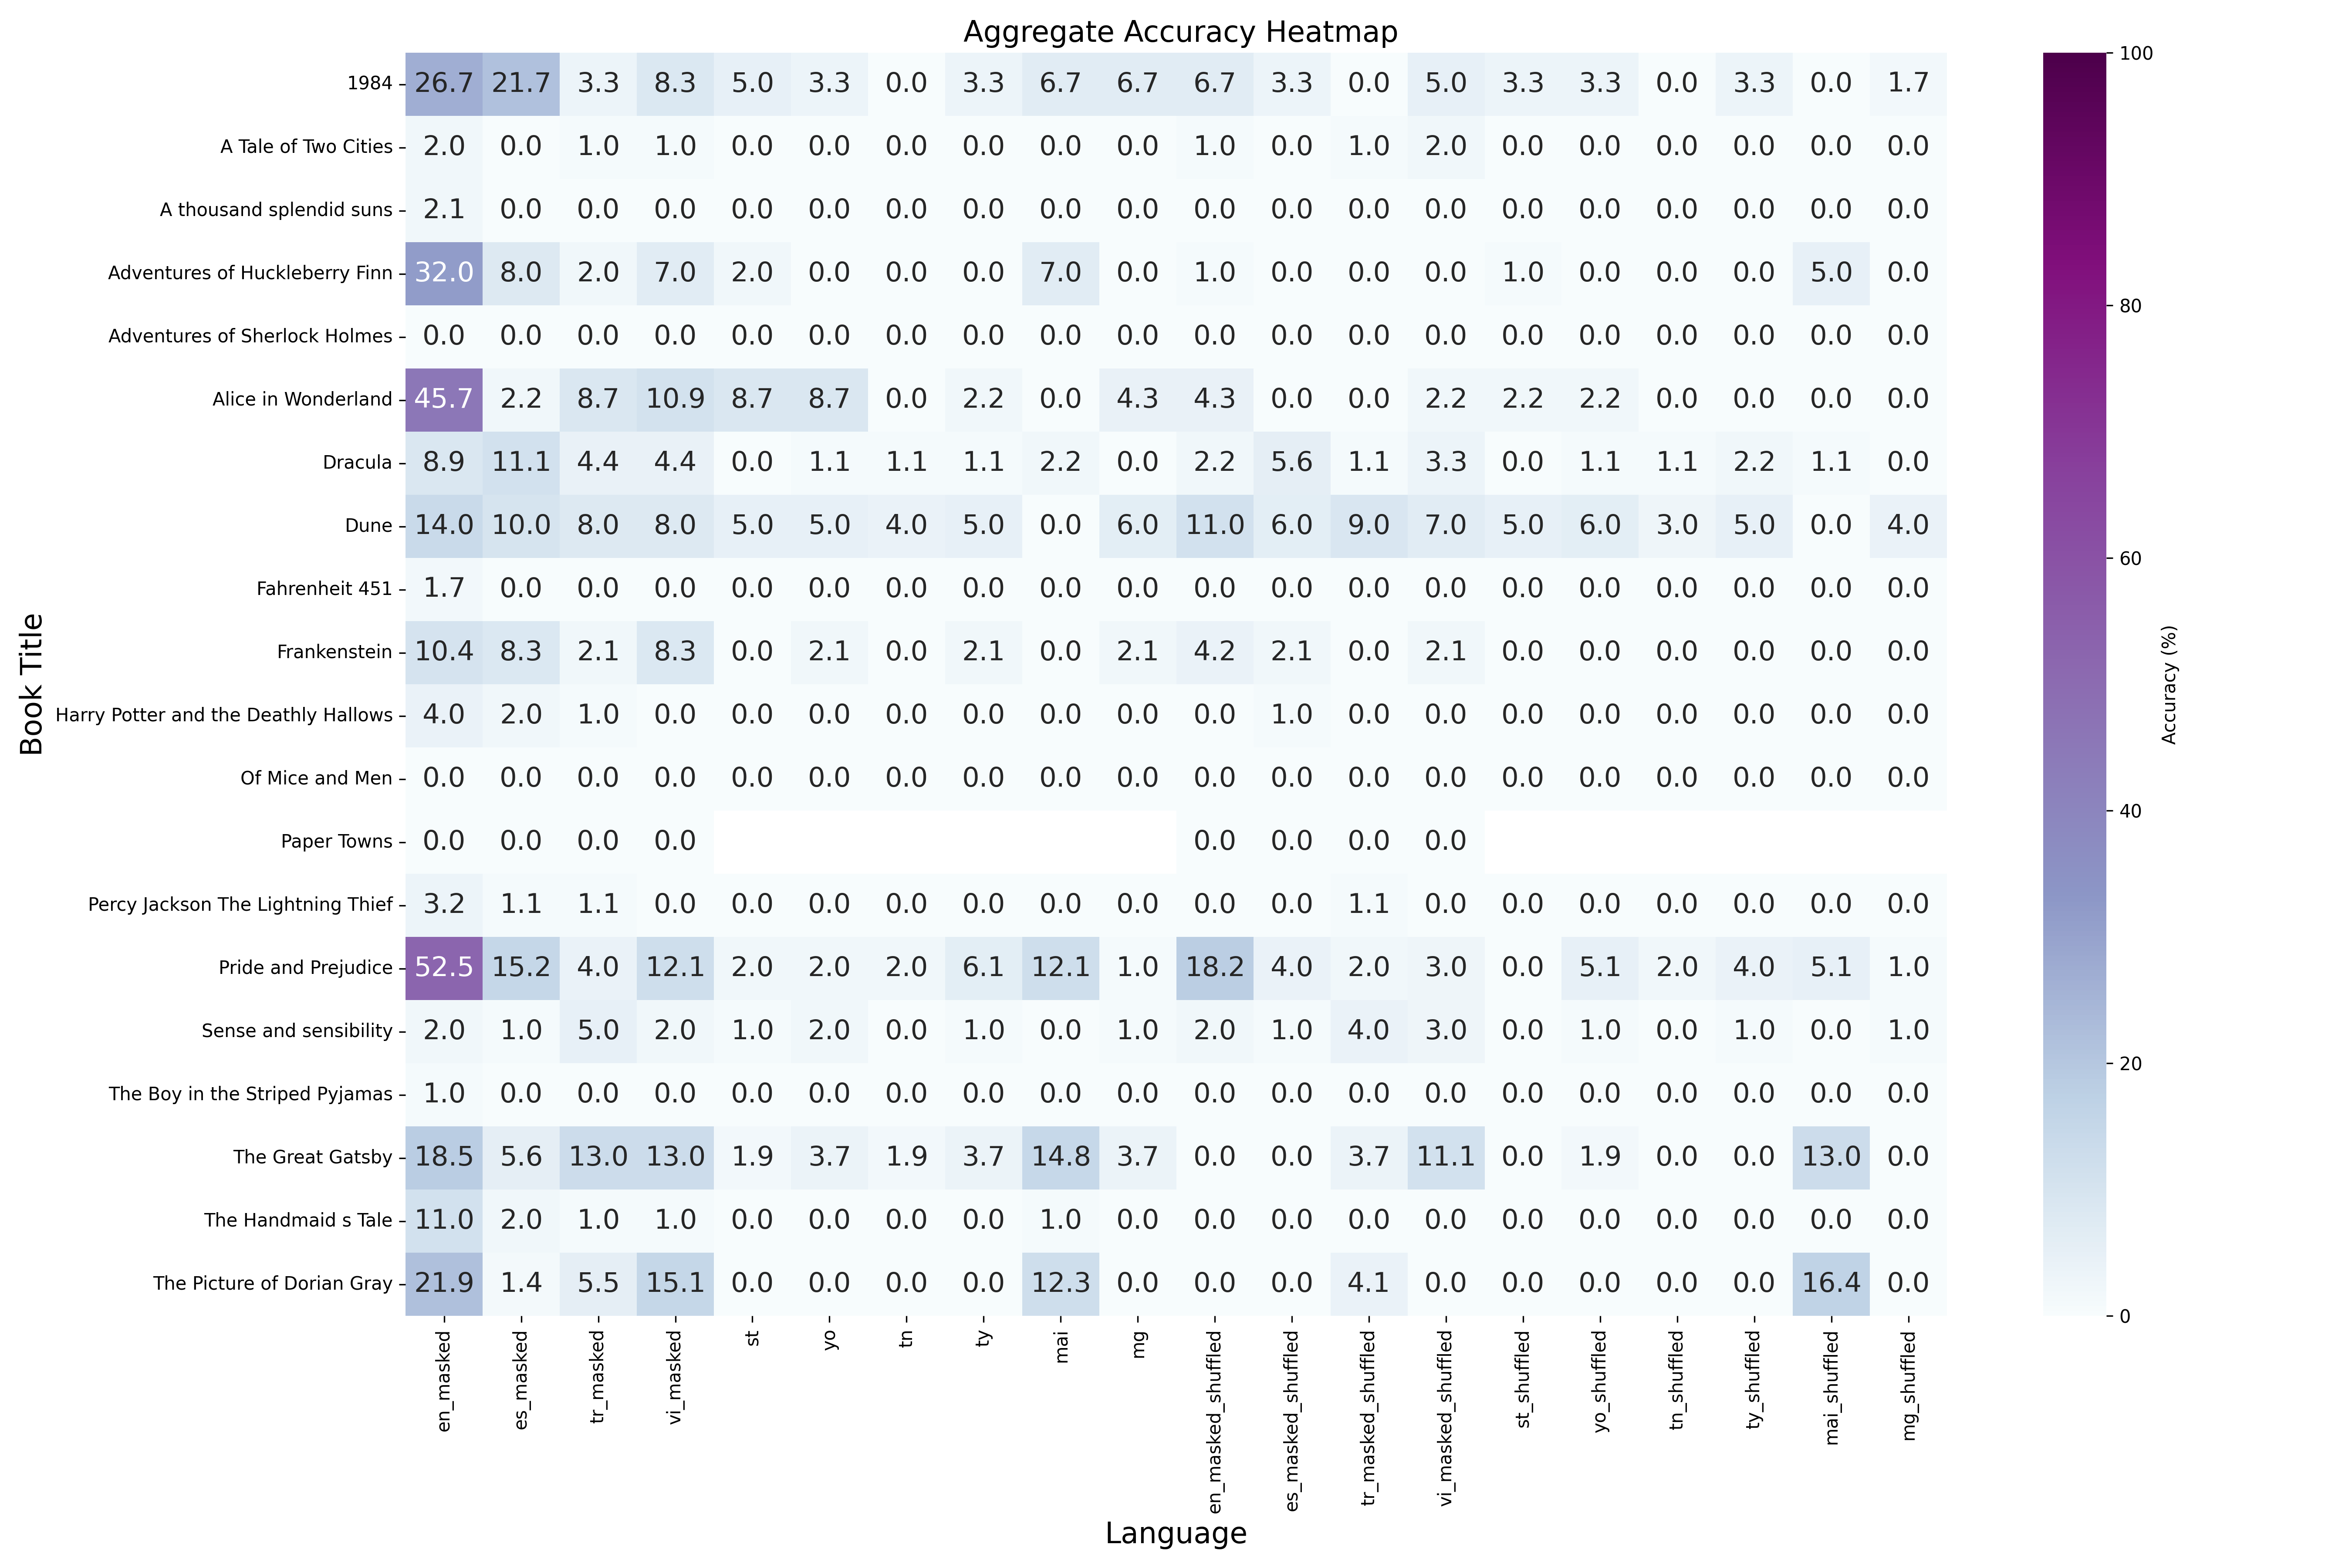 Aggregate Accuracy Heatmap
1984 26.7 21.7 3.3 8.3 5.0 3.3 0.0 3.3 6.7 6.7 6.7 3.3 0.0 5.0 3.3 3.3 0.0 3.3 0.0 1.7
A Tale of Two Cities 2.0 0.0 1.0 1.0 0.0 0.0 0.0 0.0 0.0 0.0 1.0 0.0 1.0 2.0 0.0 0.0 0.0 0.0 0.0 0.0
A thousand splendid suns 2.1 0.0 0.0 0.0 0.0 0.0 0.0 0.0 0.0 0.0 0.0 0.0 0.0 0.0 0.0 0.0 0.0 0.0 0.0 0.0
Adventures of Huckleberry Finn 32.0 8.0 2.0 7.0 2.0 0.0 0.0 0.0 7.0 0.0 1.0 0.0 0.0 0.0 1.0 0.0 0.0 0.0 5.0 0.0
Adventures of Sherlock Holmes 0.0 0.0 0.0 0.0 0.0 0.0 0.0 0.0 0.0 0.0 0.0 0.0 0.0 0.0 0.0 0.0 0.0 0.0 0.0 0.0
Alice in Wonderland 45.7 2.2 8.7 10.9 8.7 8.7 0.0 2.2 0.0 4.3 4.3 0.0 0.0 2.2 2.2 2.2 0.0 0.0 0.0 0.0
Dracula 8.9 11.1 4.4 4.4 0.0 1.1 1.1 1.1 2.2 0.0 2.2 5.6 1.1 3.3 0.0 1.1 1.1 2.2 1.1 0.0
Dune 14.0 10.0 8.0 8.0 5.0 5.0 4.0 5.0 0.0 6.0 11.0 6.0 9.0 7.0 5.0 6.0 3.0 5.0 0.0 4.0
Fahrenheit 451 1.7 0.0 0.0 0.0 0.0 0.0 0.0 0.0 0.0 0.0 0.0 0.0 0.0 0.0 0.0 0.0 0.0 0.0 0.0 0.0
Frankenstein 10.4 8.3 2.1 8.3 0.0 2.1 0.0 2.1 0.0 2.1 4.2 2.1 0.0 2.1 0.0 0.0 0.0 0.0 0.0 0.0
Harry Potter and the Deathly Hallows 4.0 2.0 1.0 0.0 0.0 0.0 0.0 0.0 0.0 0.0 0.0 1.0 0.0 0.0 0.0 0.0 0.0 0.0 0.0 0.0
Of Mice and Men 0.0 0.0 0.0 0.0 0.0 0.0 0.0 0.0 0.0 0.0 0.0 0.0 0.0 0.0 0.0 0.0 0.0 0.0 0.0 0.0
Paper Towns 0.0 0.0 0.0 0.0 0.0 0.0 0.0 0.0
Percy Jackson The Lightning Thief 3.2 1.1 1.1 0.0 0.0 0.0 0.0 0.0 0.0 0.0 0.0 0.0 1.1 0.0 0.0 0.0 0.0 0.0 0.0 0.0
Pride and Prejudice 52.5 15.2 4.0 12.1 2.0 2.0 2.0 6.1 12.1 1.0 18.2 4.0 2.0 3.0 0.0 5.1 2.0 4.0 5.1 1.0
Sense and sensibility 2.0 1.0 5.0 2.0 1.0 2.0 0.0 1.0 0.0 1.0 2.0 1.0 4.0 3.0 0.0 1.0 0.0 1.0 0.0 1.0
The Boy in the Striped Pyjamas 1.0 0.0 0.0 0.0 0.0 0.0 0.0 0.0 0.0 0.0 0.0 0.0 0.0 0.0 0.0 0.0 0.0 0.0 0.0 0.0
The Great Gatsby 18.5 5.6 13.0 13.0 1.9 3.7 1.9 3.7 14.8 3.7 0.0 0.0 3.7 11.1 0.0 1.9 0.0 0.0 13.0 0.0
The Handmaid s Tale 11.0 2.0 1.0 1.0 0.0 0.0 0.0 0.0 1.0 0.0 0.0 0.0 0.0 0.0 0.0 0.0 0.0 0.0 0.0 0.0
The Picture of Dorian Gray 21.9 1.4 5.5 15.1 0.0 0.0 0.0 0.0 12.3 0.0 0.0 0.0 4.1 0.0 0.0 0.0 0.0 0.0 16.4 0.0
en_masked es_masked tr_masked vi_masked st yo tn ty mai mg en_masked_shuffled es_masked_shuffled tr_masked_shuffled vi_masked_shuffled st_shuffled yo_shuffled tn_shuffled ty_shuffled mai_shuffled mg_shuffled
Language
Book Title
100
80
60
40
20
0
Accuracy (%)